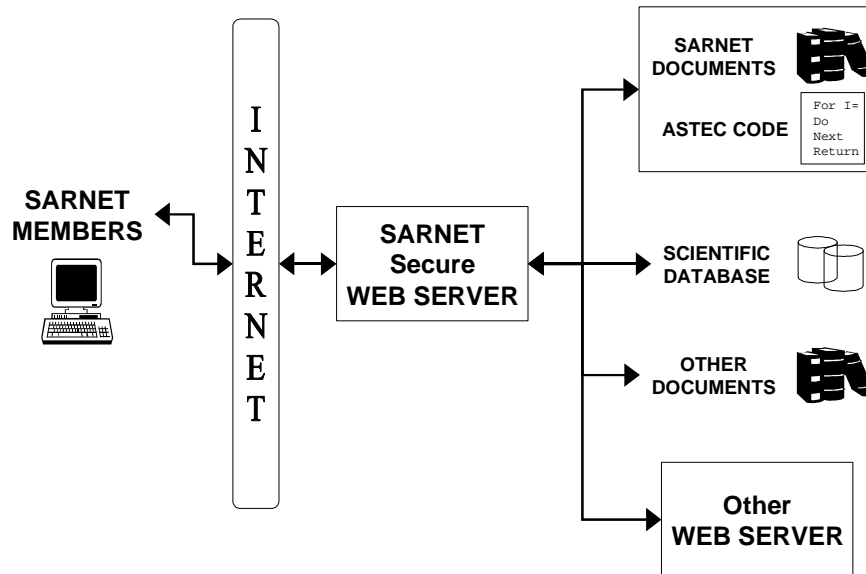 SARNET
MEMBERS
INTERNET
SARNET
Secure
WEB SERVER
SARNET
DOCUMENTS
ASTEC CODE
For I=
Do
Next
Return
SCIENTIFIC
DATABASE
OTHER
DOCUMENTS
Other
WEB SERVER